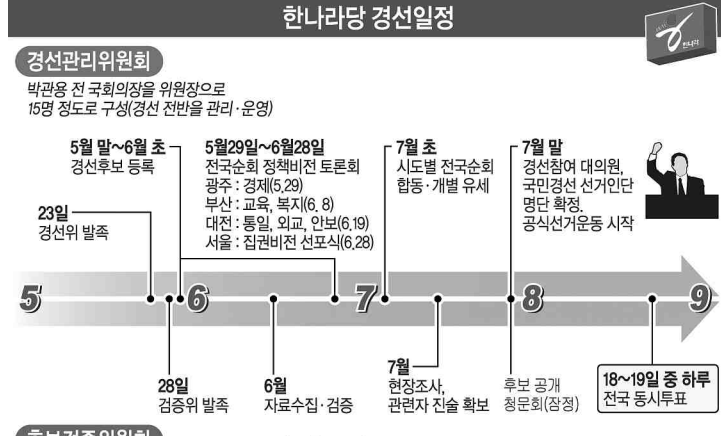 한나라당 경선일정
한나라
경선관리위원회
박관용 전 국회의장을 위원장으로
15명 정도로 구성(경선 전반을 관리·운영)
23일
경선위 발족
5월 말~6월 초
경선후보 등록
5월29일~6월28일
전국순회 정책비전 토론회
광주 : 경제(5.29)
부산 : 교육, 복지(6. 8)
대전 : 통일, 외교, 안보(6.19)
서울 : 집권비전 선포식(6.28)
7월 초
시도별 전국순회
합동·개별 유세
7월 말
경선참여 대의원,
국민경선 선거인단
명단 확정.
공식선거운동 시작
5 6 7 8 9
28일
검증위 발족
6월
자료수집·검증
7월
현장조사,
관련자 진술 확보
후보 공개
청문회(잠정)
18~19일 중 하루
전국 동시투표
후보검증위원회